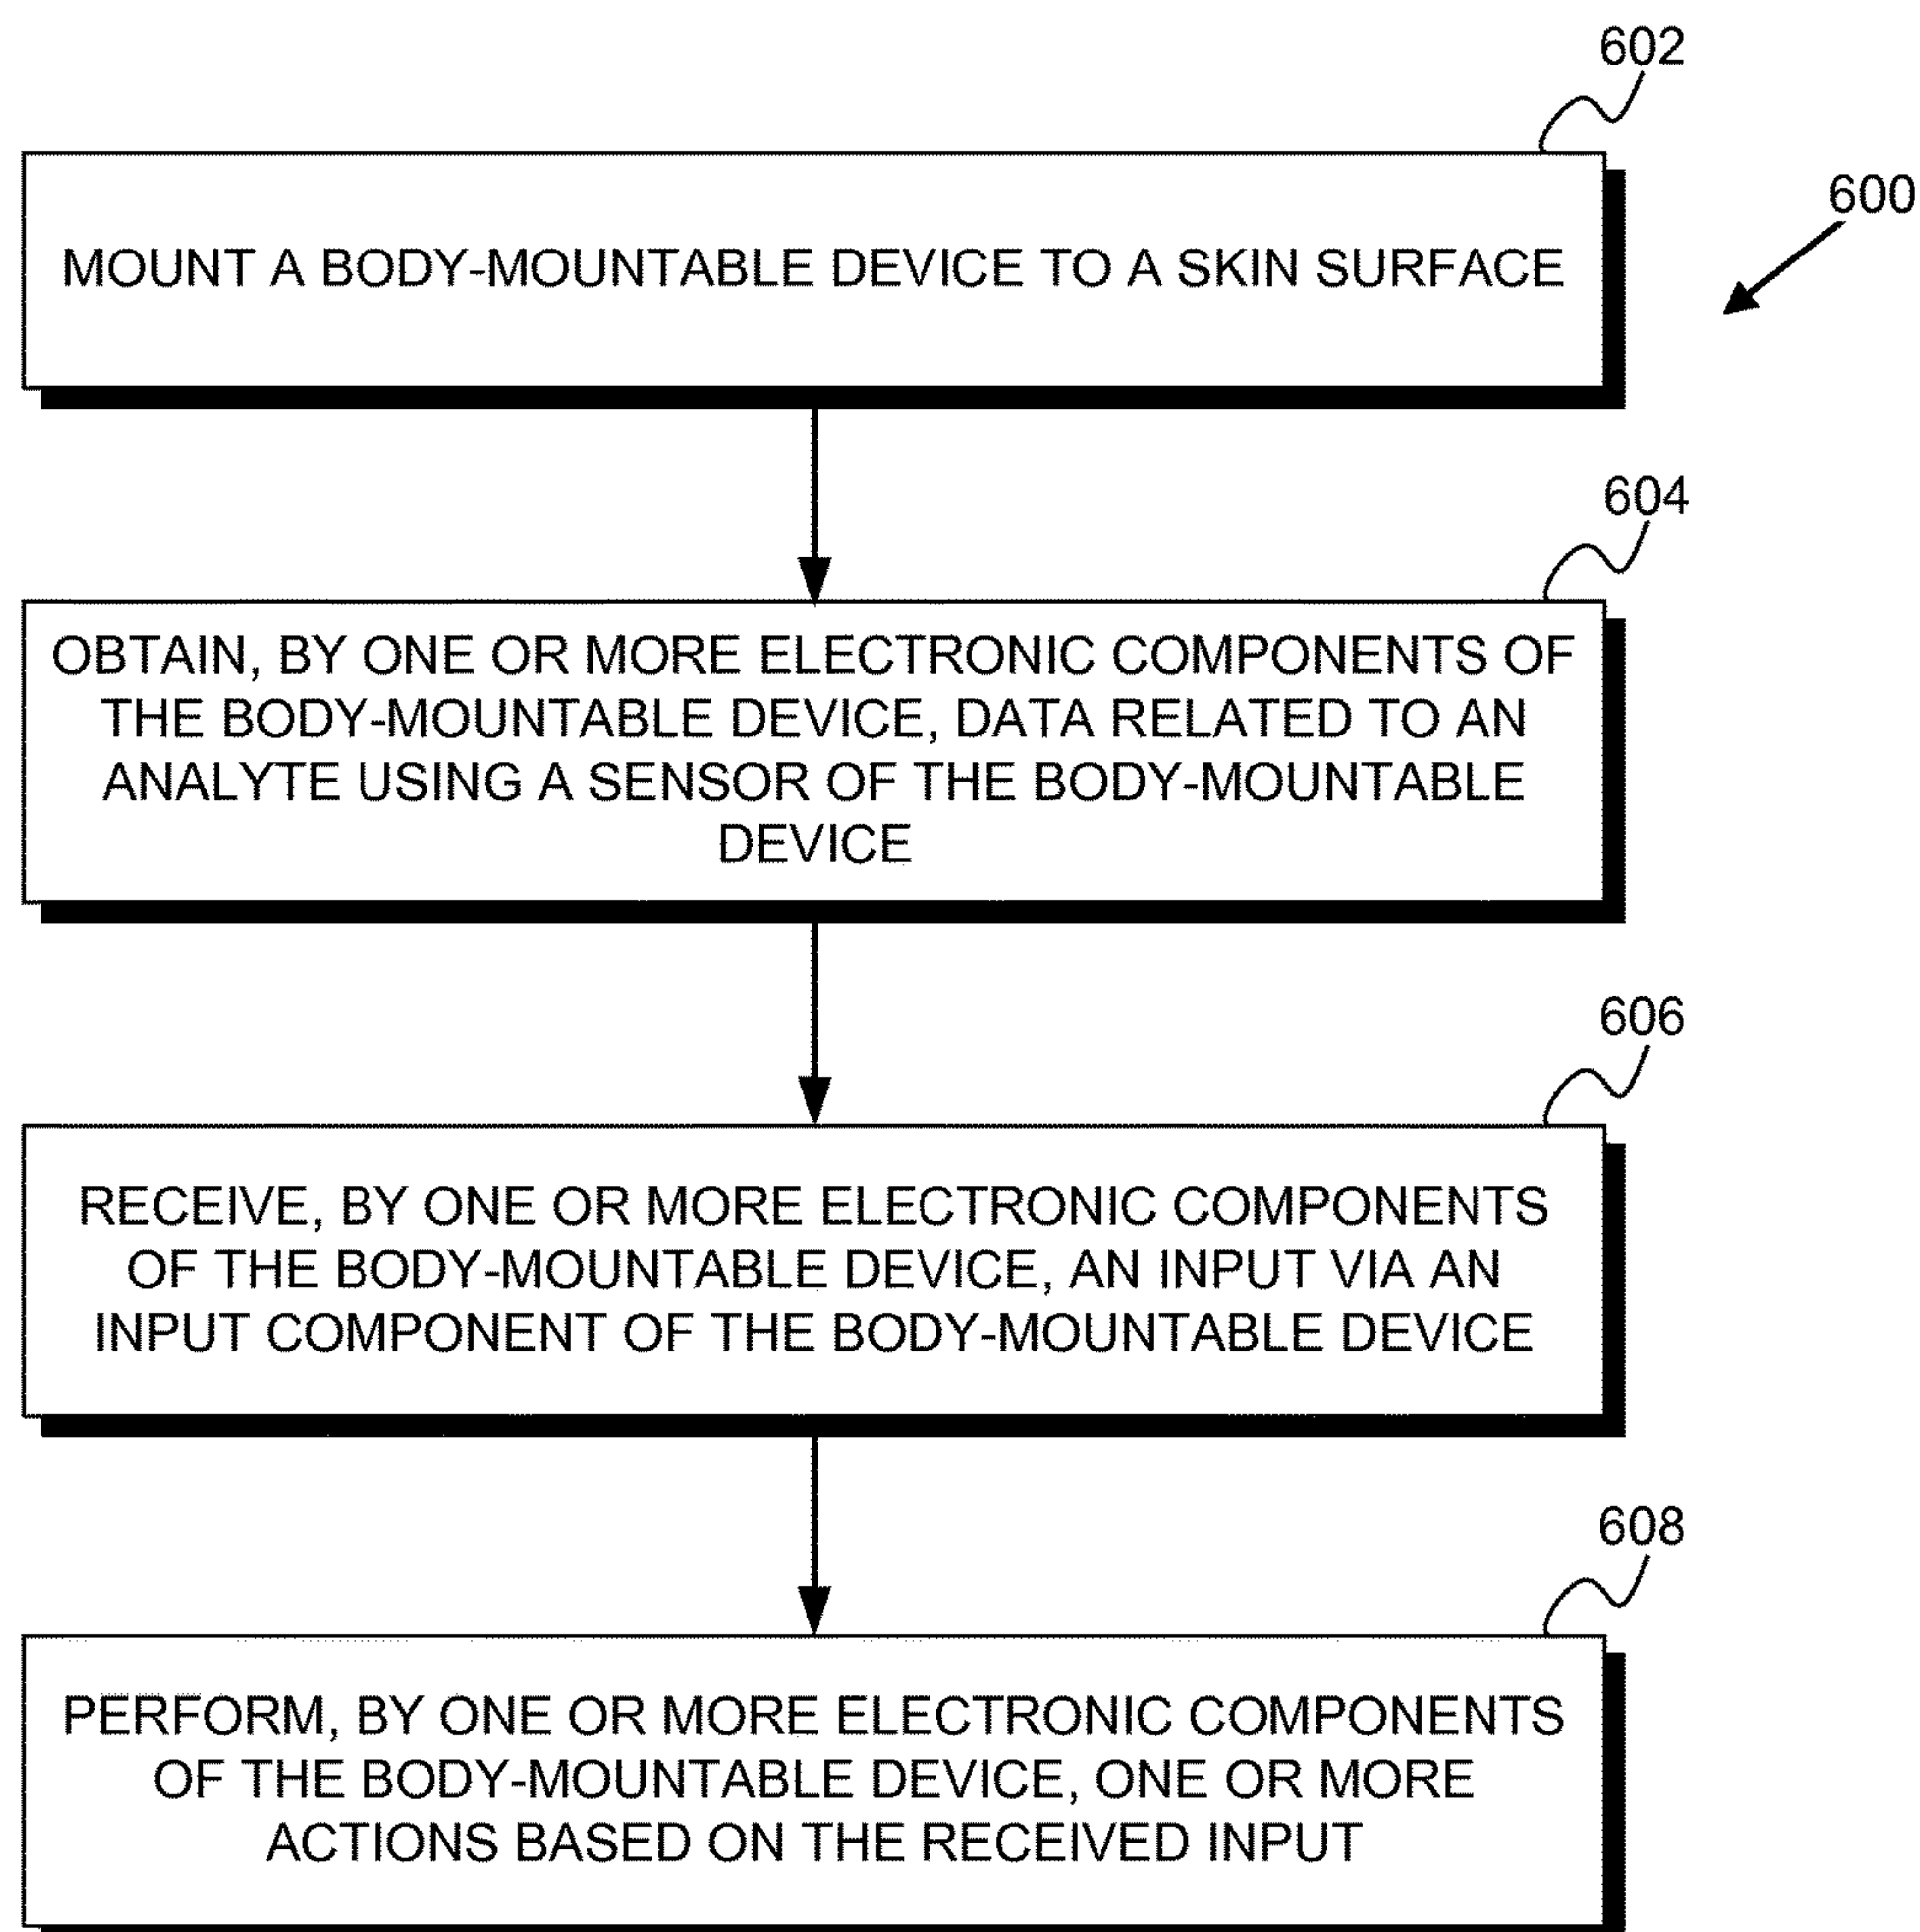 602
600
MOUNT A BODY-MOUNTABLE DEVICE TO A SKIN SURFACE
604
OBTAIN, BY ONE OR MORE ELECTRONIC COMPONENTS OF
THE BODY-MOUNTABLE DEVICE, DATA RELATED TO AN
ANALYTE USING A SENSOR OF THE BODY-MOUNTABLE
DEVICE
606
RECEIVE, BY ONE OR MORE ELECTRONIC COMPONENTS
OF THE BODY-MOUNTABLE DEVICE, AN INPUT VIA AN
INPUT COMPONENT OF THE BODY-MOUNTABLE DEVICE
608
PERFORM, BY ONE OR MORE ELECTRONIC COMPONENTS
OF THE BODY-MOUNTABLE DEVICE, ONE OR MORE
ACTIONS BASED ON THE RECEIVED INPUT